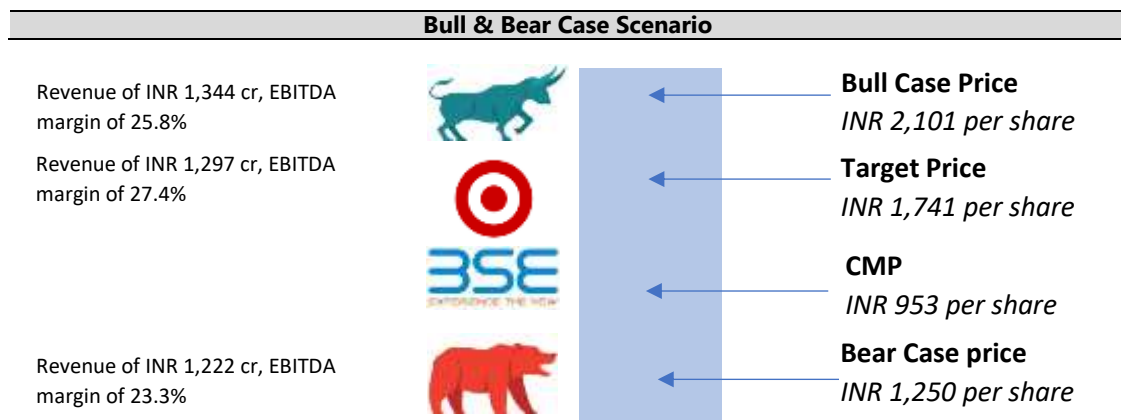 Bull & Bear Case Scenario
Revenue of INR 1,344 cr, EBITDA
margin of 25.8%
Bull Case Price
INR 2,101 per share
Revenue of INR 1,297 cr, EBITDA
margin of 27.4%
Target Price
INR 1,741 per share
BSE
EXPERIENCE THE NEW
CMP
INR 953 per share
Revenue of INR 1,222 cr, EBITDA
margin of 23.3%
Bear Case price
INR 1,250 per share